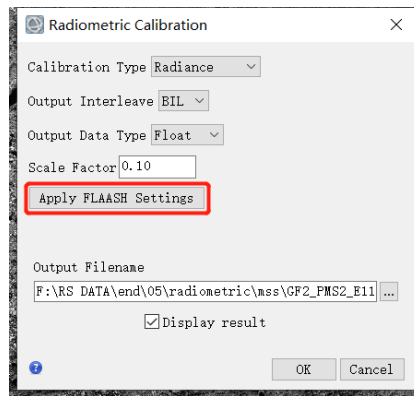 Radiometric Calibration
Calibration Type Radiance
Output Interleave BIL
Output Data Type Float
Scale Factor 0.10
Apply FLAASH Settings
Output Filename
F:\RS DATA\end\05\radiometric\mss\GF2_PMS2_E11 ...
Display result
OK Cancel